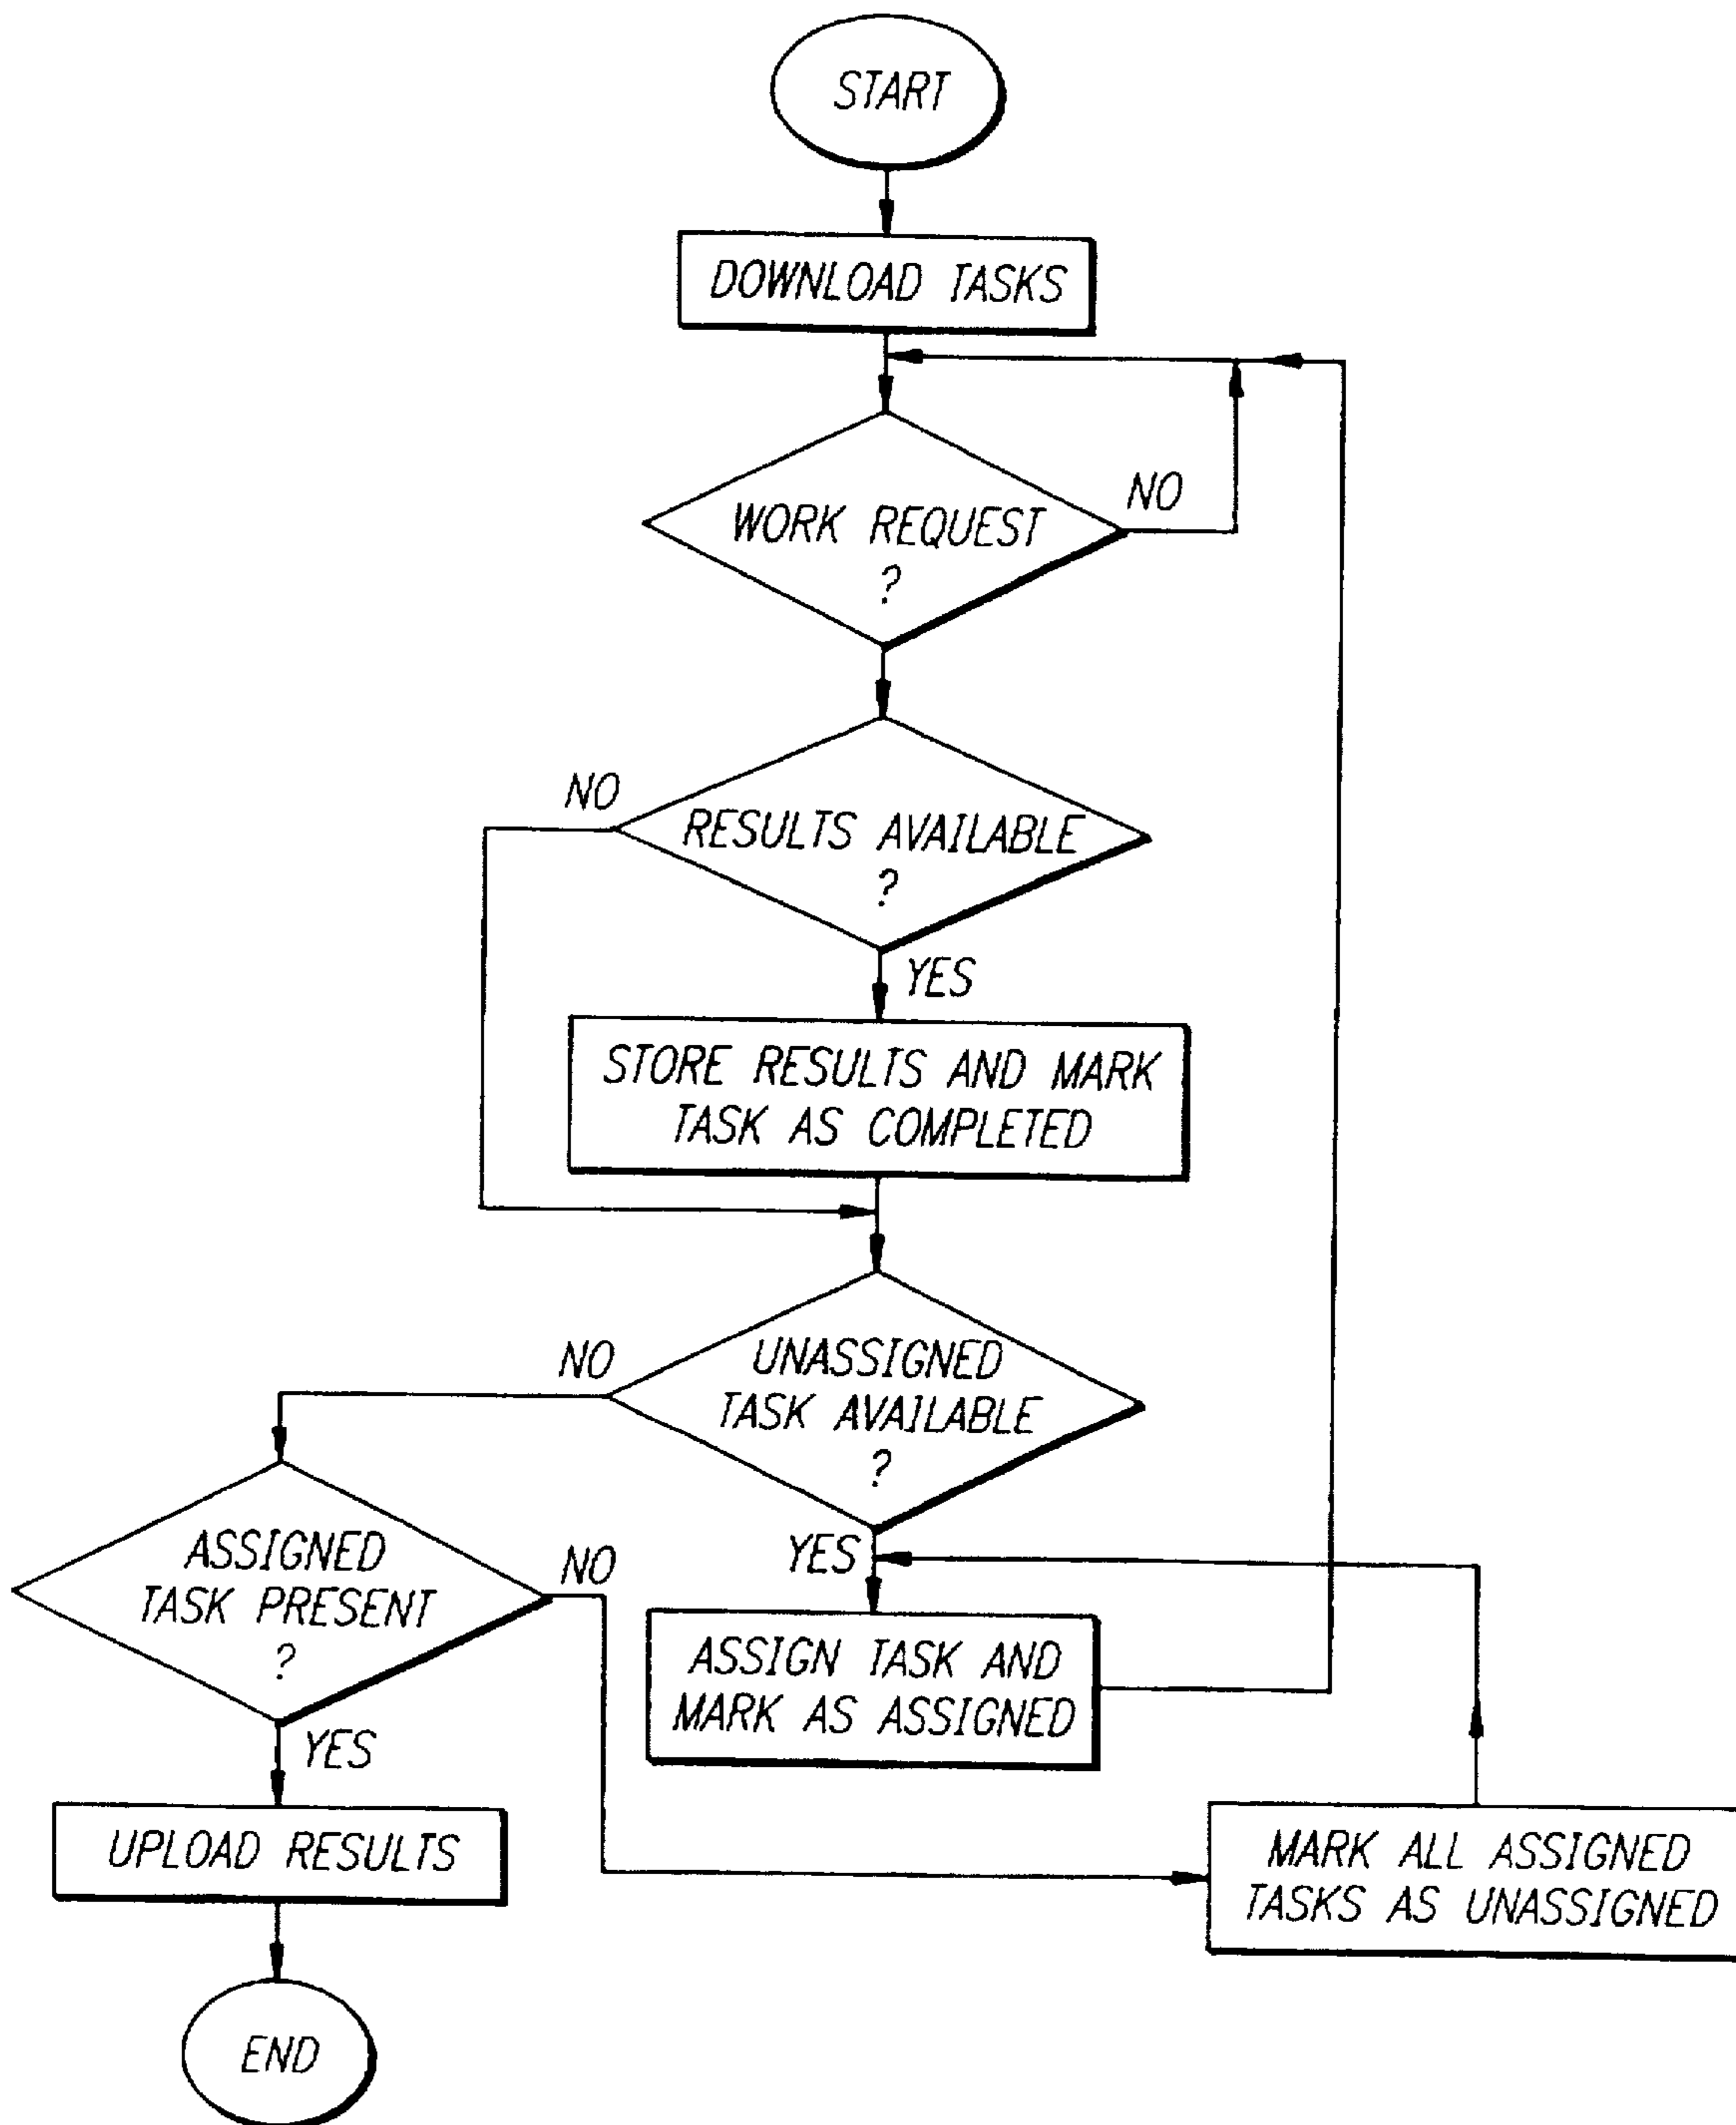 START
DOWNLOAD TASKS
NO
WORK REQUEST
?
NO
RESULTS AVAILABLE
?
YES
STORE RESULTS AND MARK
TASK AS COMPLETED
NO
UNASSIGNED
TASK AVAILABLE
?
YES
ASSIGNED
TASK PRESENT
?
NO
YES
ASSIGN TASK AND
MARK AS ASSIGNED
UPLOAD RESULTS
MARK ALL ASSIGNED
TASKS AS UNASSIGNED
END